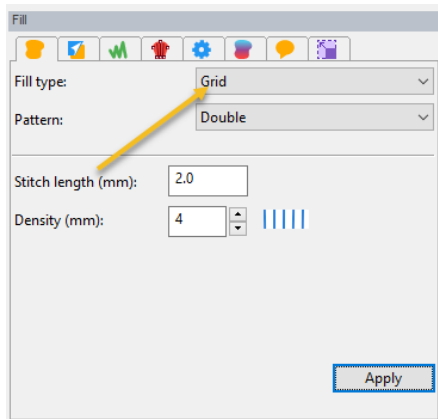 Fill
Fill type: Grid
Pattern: Double
Stitch length (mm): 2.0
Density (mm): 4
Apply